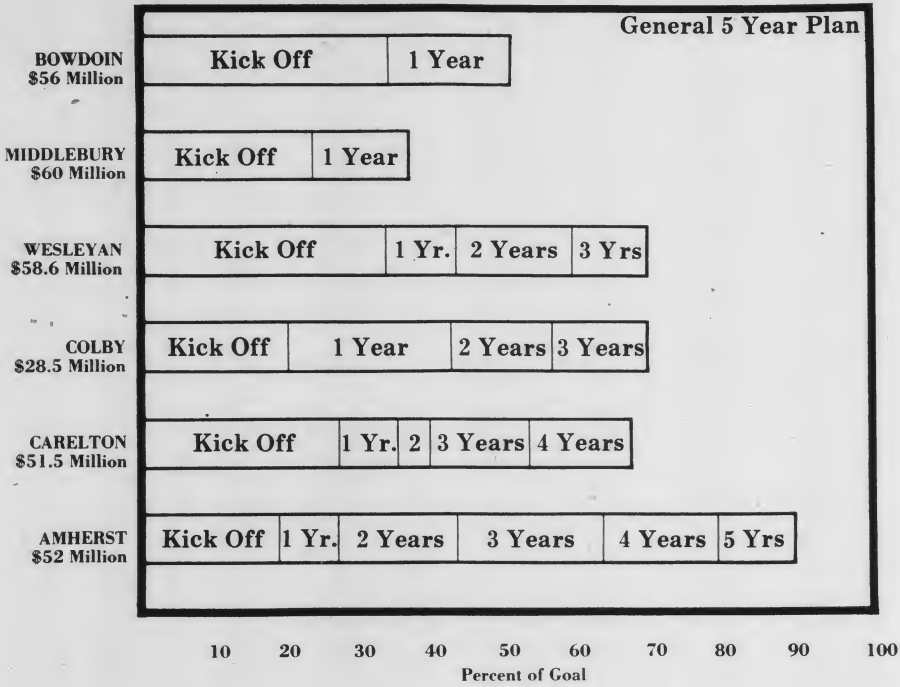 General 5 Year Plan
BOWDOIN
$56 Million
Kick Off 1 Year
MIDDLEBURY
$60 Million
Kick Off 1 Year
WESLEYAN
$58.6 Million
Kick Off 1 Yr. 2 Years 3 Yrs
COLBY
$28.5 Million
Kick Off 1 Year 2 Years 3 Years
CARELTON
$51.5 Million
Kick Off 1 Yr. 2 3 Years 4 Years
AMHERST
$52 Million
Kick Off 1 Yr. 2 Years 3 Years 4 Years 5 Yrs
10 20 30 40 50 60 70 80 90 100
Percent of Goal